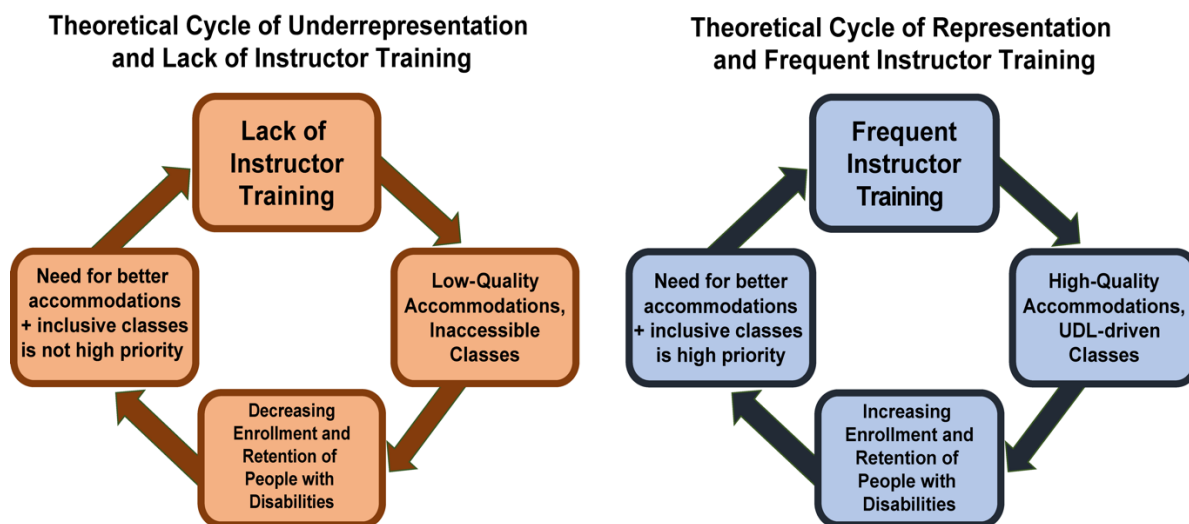 Theoretical Cycle of Underrepresentation
and Lack of Instructor Training
Lack of
Instructor
Training
Low-Quality
Accommodations,
Inaccessible
Classes
Decreasing
Enrollment and
Retention of
People with
Disabilities
Need for better
accommodations
+ inclusive classes
is not high priority
Theoretical Cycle of Representation
and Frequent Instructor Training
Frequent
Instructor
Training
High-Quality
Accommodations,
UDL-driven
Classes
Increasing
Enrollment and
Retention of
People with
Disabilities
Need for better
accommodations
+ inclusive classes
is high priority